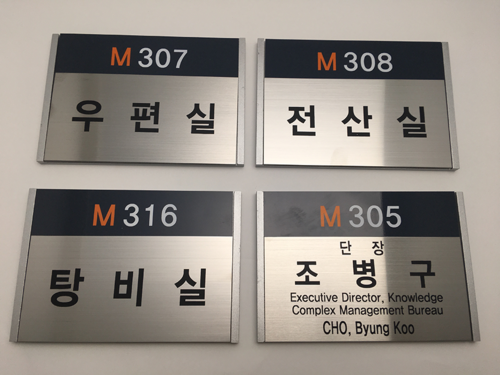 M 307
우 편 실
M 308
전 산 실
M 316
탕 비 실
M 305
단 장
조 병 구
Executive Director, Knowledge
Complex Management Bureau
CHO, Byung Koo